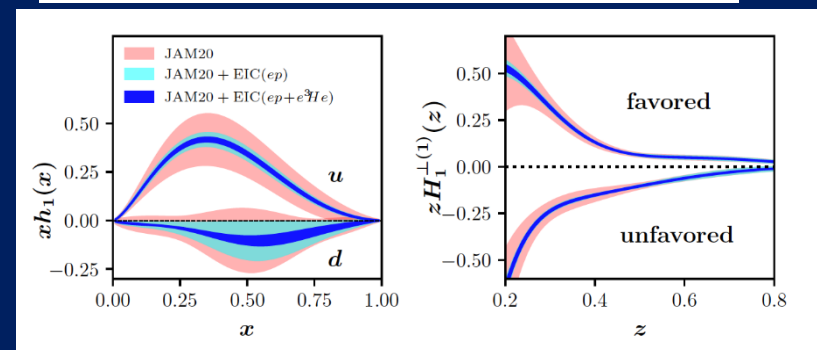 JAM20
JAM20 + EIC(ep)
JAM20 + EIC(ep+e³He)
xh₁(x)
0.50
0.25
0.00
−0.25
u
d
0.00 0.25 0.50 0.75 1.00
x
zH₁^⊥(1)(z)
0.50
0.25
0.00
−0.25
−0.50
favored
unfavored
0.2 0.4 0.6 0.8
z